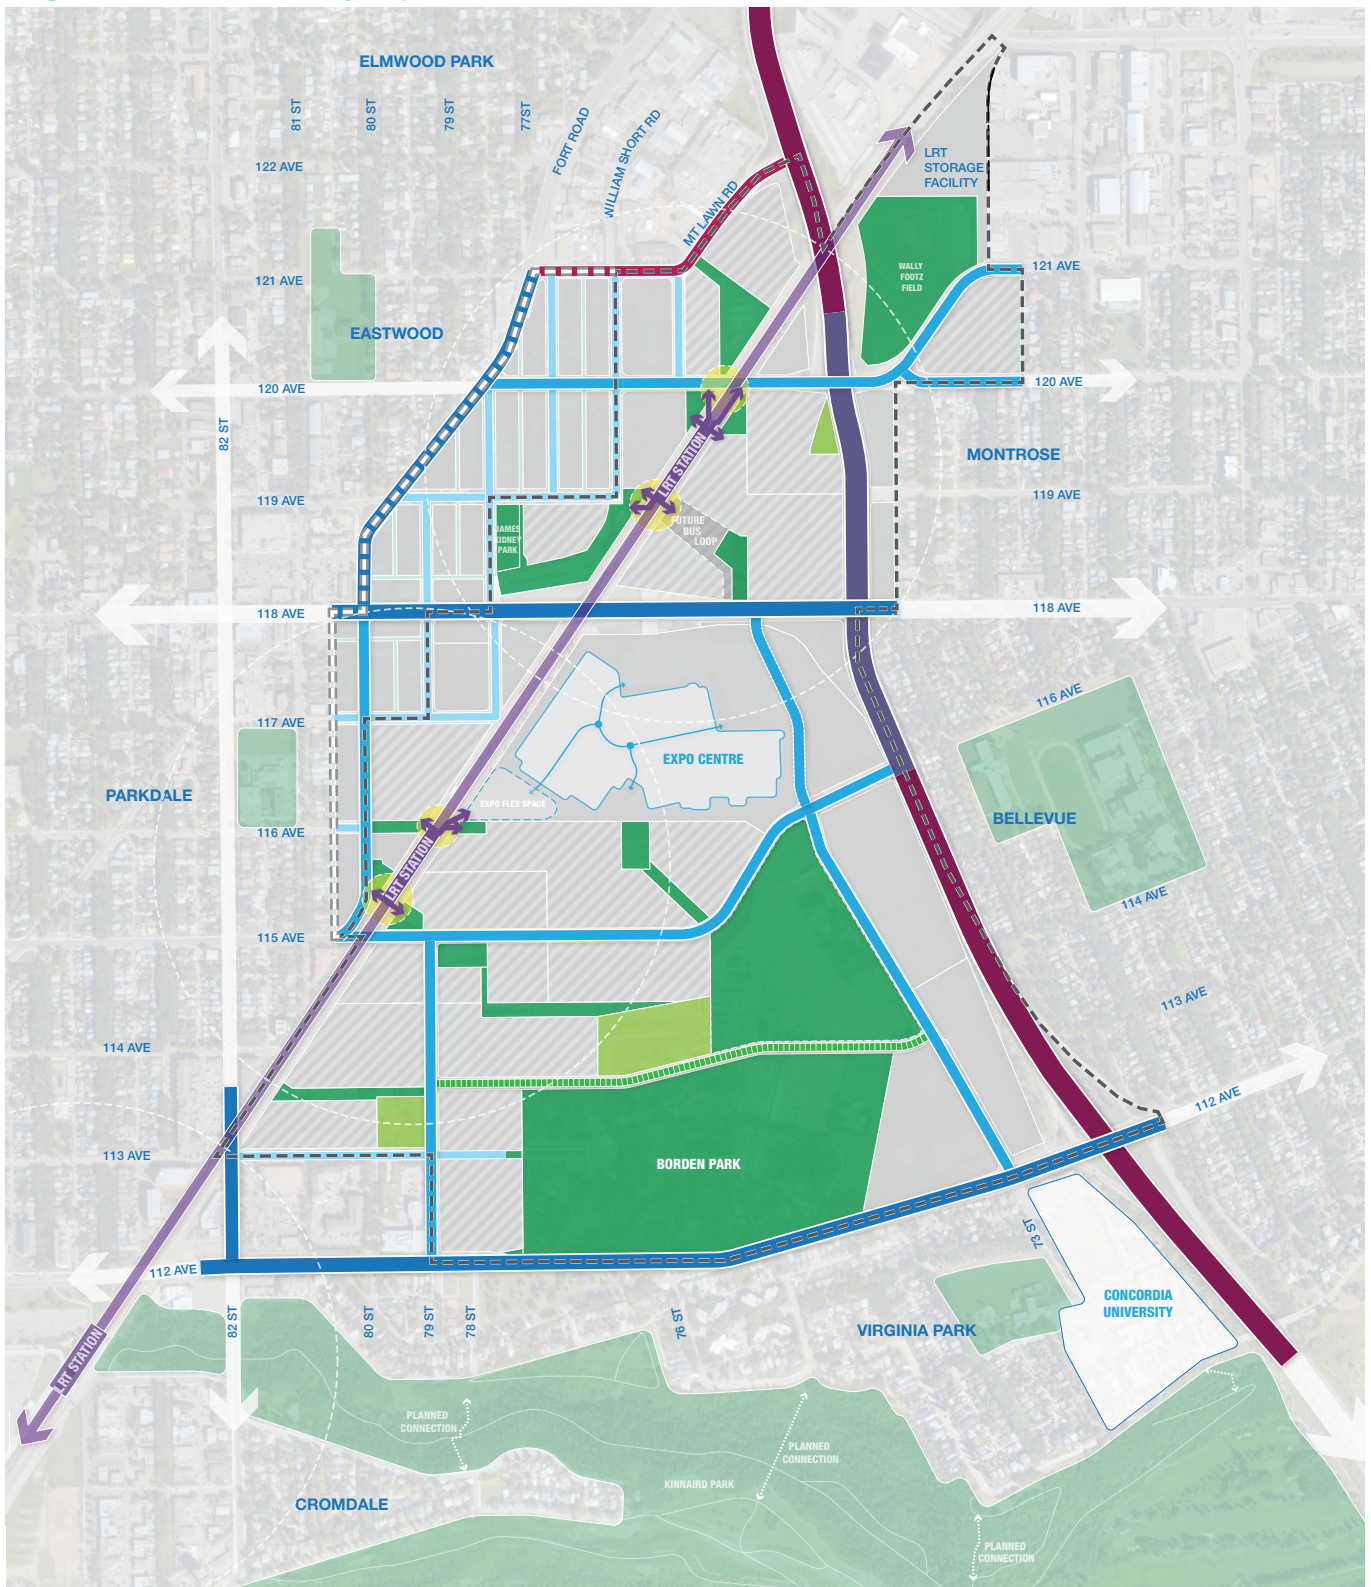 ELMWOOD PARK
81 ST
80 ST
79 ST
77ST
FORT ROAD
WILLIAM SHORT RD
MT LAWN RD
122 AVE
LRT
STORAGE
FACILITY
WALLY
FOOTZ
FIELD
121 AVE
121 AVE
EASTWOOD
120 AVE
120 AVE
82 ST
LRT STATION
MONTROSE
119 AVE
119 AVE
JAMES
KIDNEY
PARK
FUTURE
BUS
LOOP
118 AVE
118 AVE
116 AVE
117 AVE
EXPO CENTRE
PARKDALE
EXPO FLEX SPACE
BELLEVUE
116 AVE
LRT STATION
114 AVE
115 AVE
113 AVE
114 AVE
112 AVE
113 AVE
BORDEN PARK
73 ST
112 AVE
CONCORDIA
UNIVERSITY
82 ST
80 ST
79 ST
78 ST
76 ST
VIRGINIA PARK
LRT STATION
PLANNED
CONNECTION
PLANNED
CONNECTION
KINNAIRD PARK
CROMDALE
PLANNED
CONNECTION